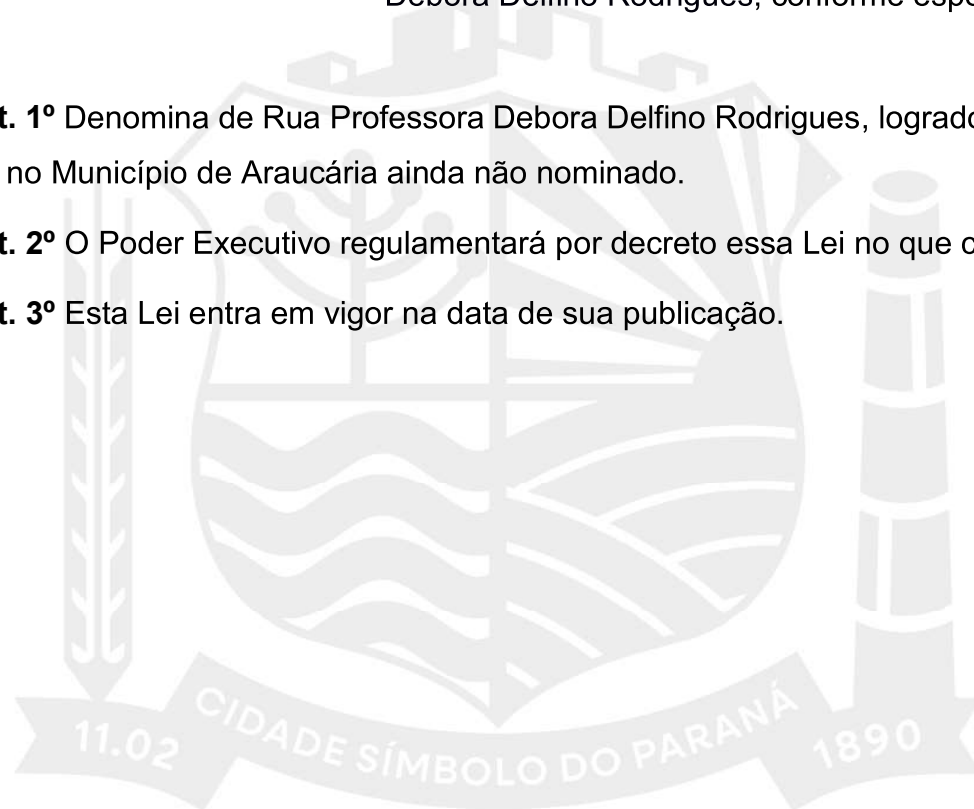 Debora Delfino Rodrigues, conforme
t. 1º Denomina de Rua Professora Debora Delfino Rodrigues,
no Município de Araucária ainda não nominado.
t. 2º O Poder Executivo regulamentará por decreto essa Lei no que
t. 3º Esta Lei entra em vigor na data de sua publicação.
11.02 CIDADE SÍMBOLO DO PARANÁ 1890